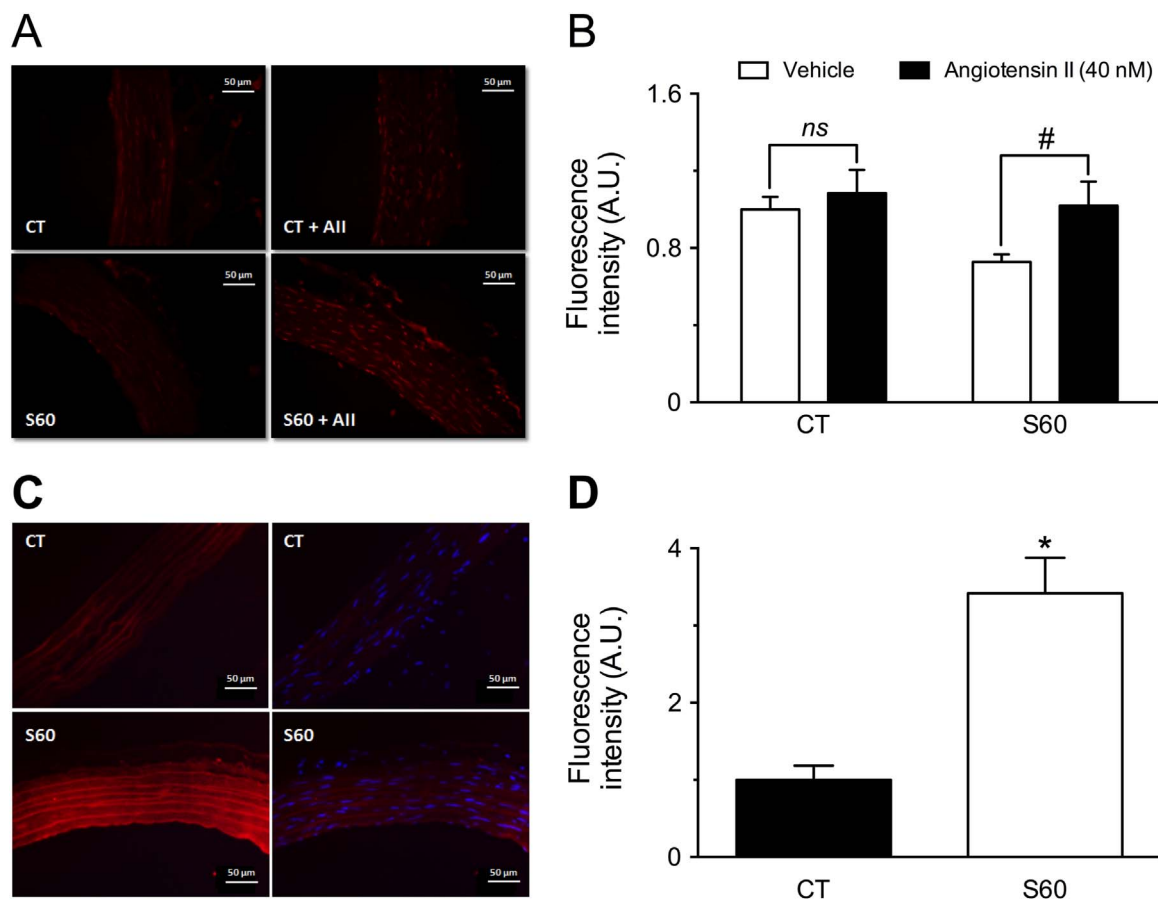 A
50 µm
50 µm
CT
CT + AII
50 µm
50 µm
S60
S60 + AII
B
Vehicle
Angiotensin II (40 nM)
Fluorescence
intensity (A.U.)
1.6
0.8
0
ns
#
CT
S60
C
CT
CT
50 µm
50 µm
S60
S60
50 µm
50 µm
D
Fluorescence
intensity (A.U.)
4
2
0
*
CT
S60